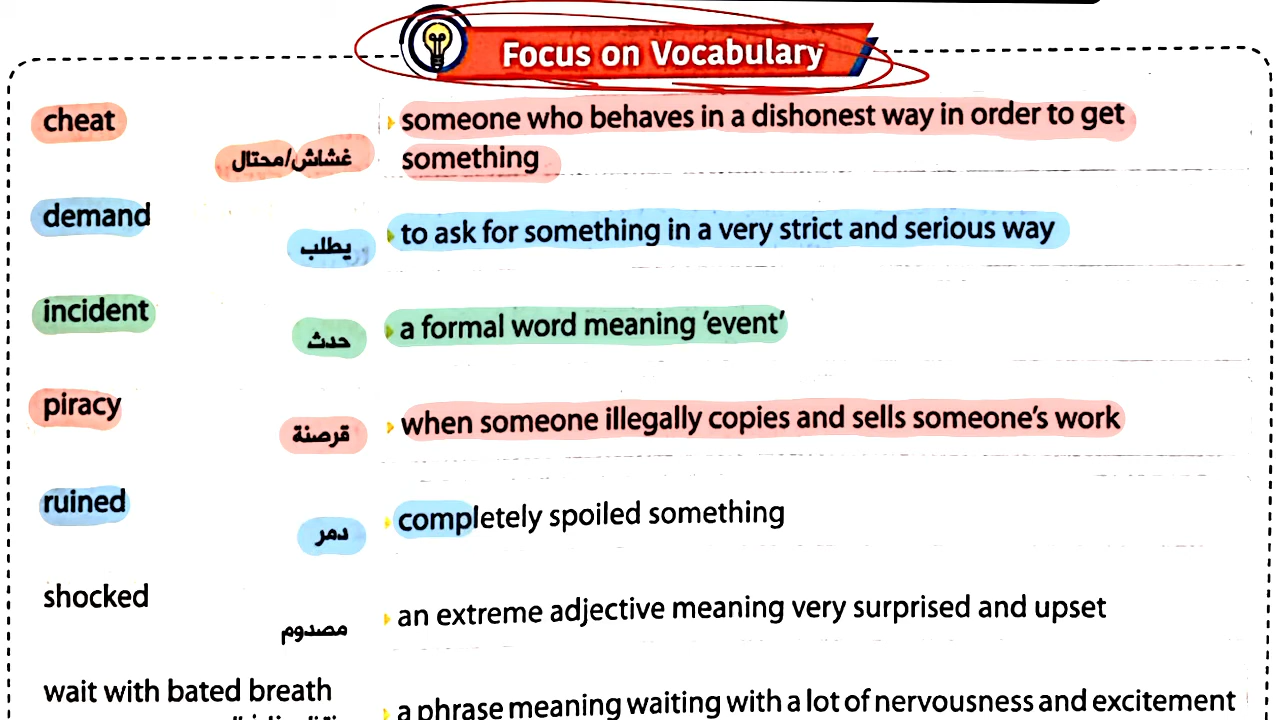 Focus on Vocabulary
cheat
غشاش/محتال
someone who behaves in a dishonest way in order to get
something
demand
يطلب
to ask for something in a very strict and serious way
incident
حدث
a formal word meaning 'event'
piracy
قرصنة
when someone illegally copies and sells someone's work
ruined
دمر
completely spoiled something
shocked
مصدوم
an extreme adjective meaning very surprised and upset
wait with bated breath
a phrase meaning waiting with a lot of nervousness and excitement